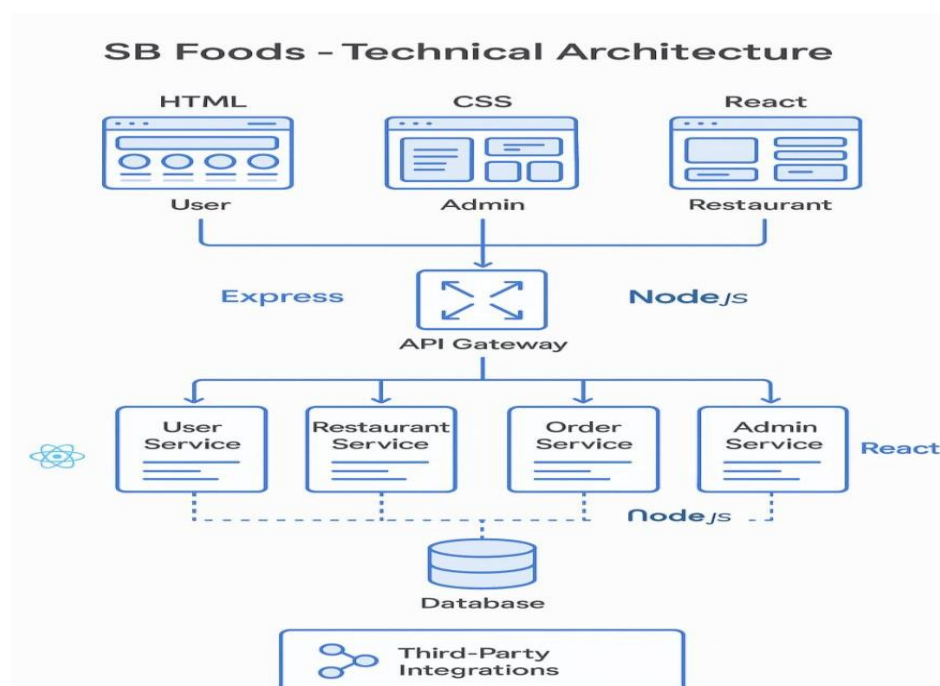 SB Foods - Technical Architecture
HTML CSS React
User Admin Restaurant
Express Nodejs
API Gateway
User Service
Restaurant Service
Order Service
Admin Service
React
Nodejs
Database
Third-Party
Integrations